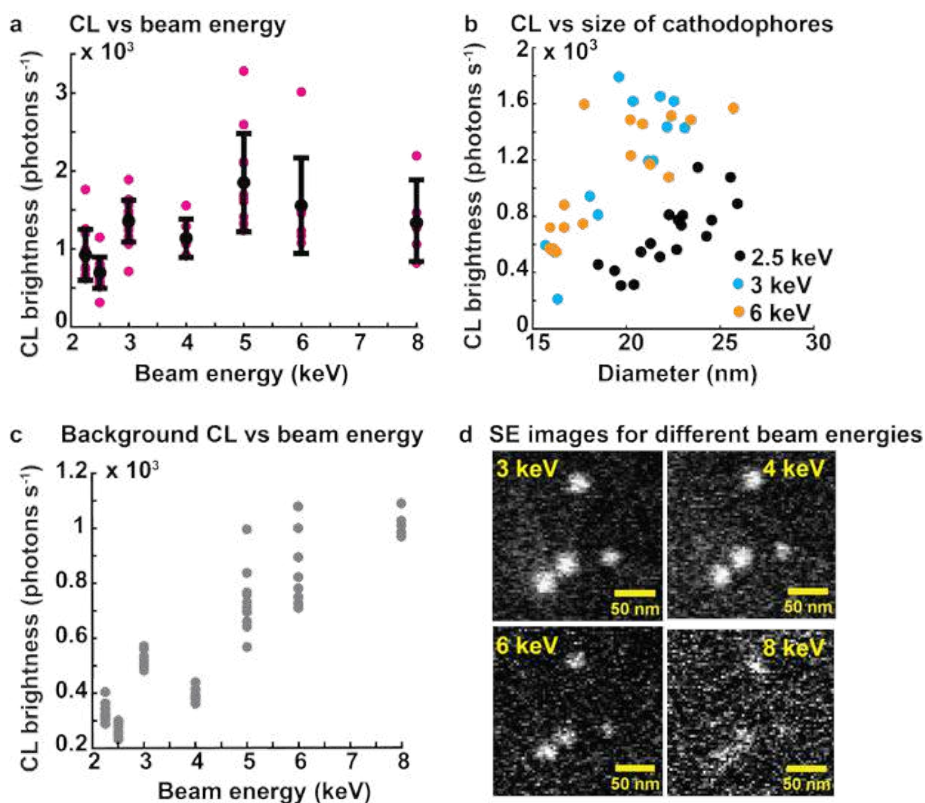 a CL vs beam energy
x 10³
CL brightness (photons s⁻¹)
3
2
1
0
2 3 4 5 6 7 8
Beam energy (keV)
b CL vs size of cathodophores
x 10³
CL brightness (photons s⁻¹)
1.6
1.2
0.8
0.4
0
2.5 keV
3 keV
6 keV
15 20 25 30
Diameter (nm)
c Background CL vs beam energy
x 10³
CL brightness (photons s⁻¹)
1.2
1
0.8
0.6
0.4
0.2
2 3 4 5 6 7 8
Beam energy (keV)
d SE images for different beam energies
3 keV
50 nm
4 keV
50 nm
6 keV
50 nm
8 keV
50 nm